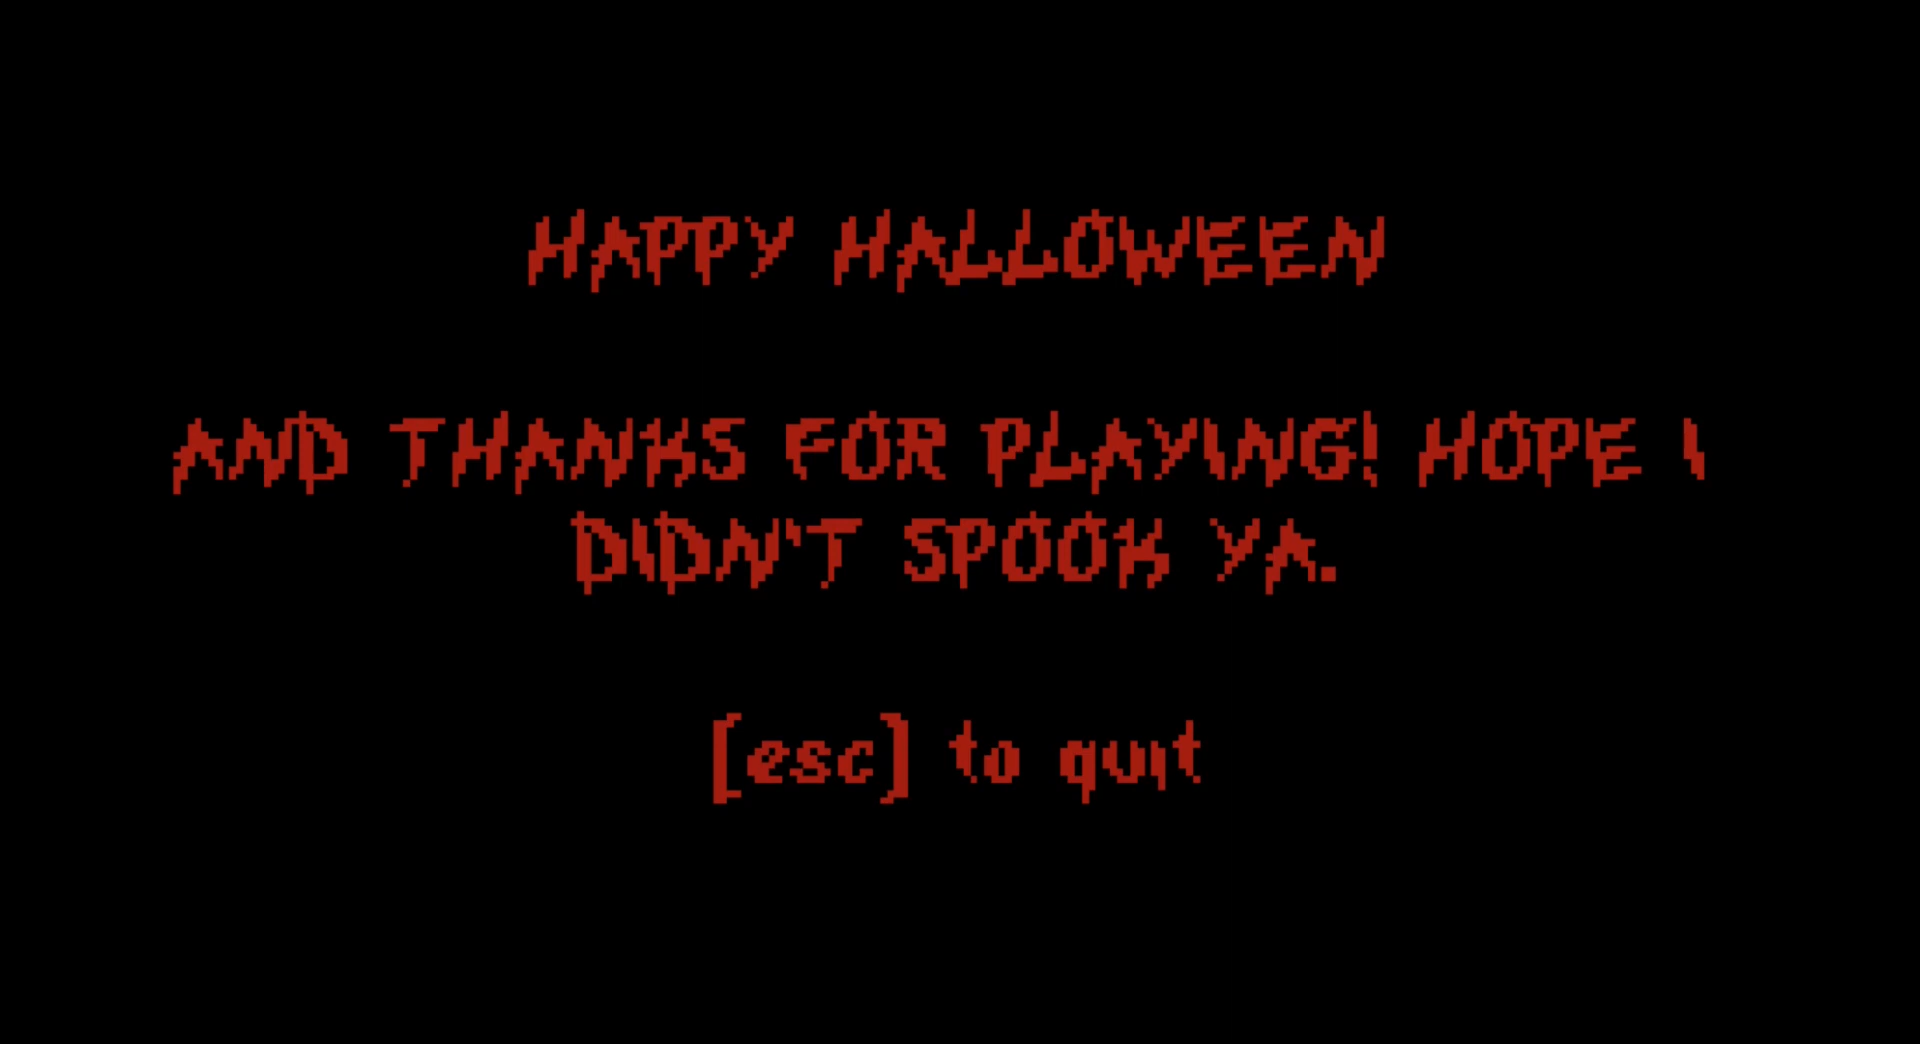 HAPPY HALLOWEEN
AND THANKS FOR PLAYING! HOPE I
DIDN'T SPOOK YA.
[esc] to quit